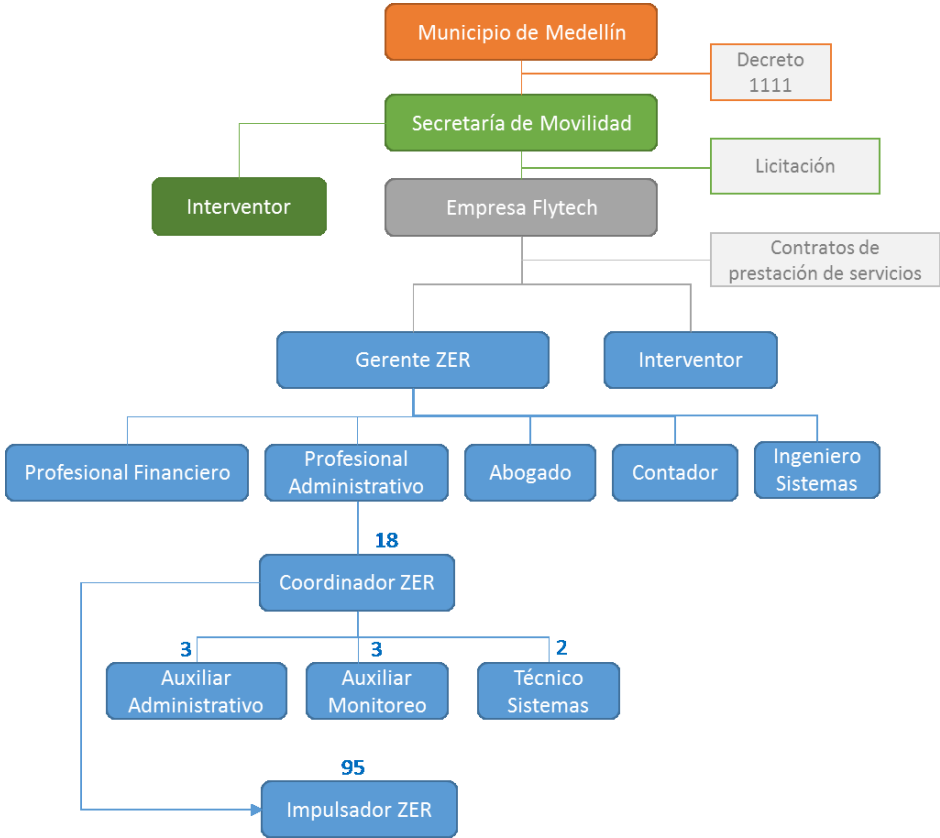 Municipio de Medellín
Decreto
1111
Secretaría de Movilidad
Licitación
Interventor
Empresa Flytech
Contratos de
prestación de servicios
Gerente ZER
Interventor
Profesional Financiero
Profesional
Administrativo
Abogado
Contador
Ingeniero
Sistemas
18
Coordinador ZER
3
Auxiliar
Administrativo
3
Auxiliar
Monitoreo
2
Técnico
Sistemas
95
Impulsador ZER